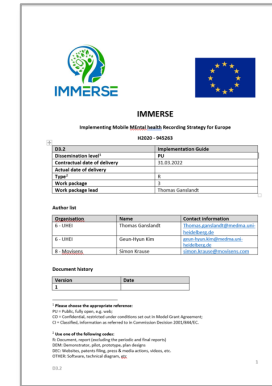 IMMERSE
IMMERSE
Implementing Mobile MEntal health Recording Strategy for Europe
H2020 - 945263
D3.2 Implementation Guide
Dissemination level¹ PU
Contractual date of delivery 31.03.2022
Actual date of delivery
Type² R
Work package 3
Work package lead Thomas Ganslandt
Author list
Organisation Name Contact information
6 - UHEI Thomas Ganslandt Thomas.ganslandt@medma.uni-
heidelberg.de
6 - UHEI Geun-Hyun Kim geun-hyun.kim@medma.uni-
heidelberg.de
8 - Movisens Simon Krause simon.krause@movisens.com
Document history
Version Date
1
¹ Please choose the appropriate reference:
PU = Public, fully open, e.g. web;
CO = Confidential, restricted under conditions set out in Model Grant Agreement;
CI = Classified, information as referred to in Commission Decision 2001/844/EC.
² Use one of the following codes:
R: Document, report (excluding the periodic and final reports)
DEM: Demonstrator, pilot, prototype, plan designs
DEC: Websites, patents filing, press & media actions, videos, etc.
OTHER: Software, technical diagram, etc.
1
D3.2